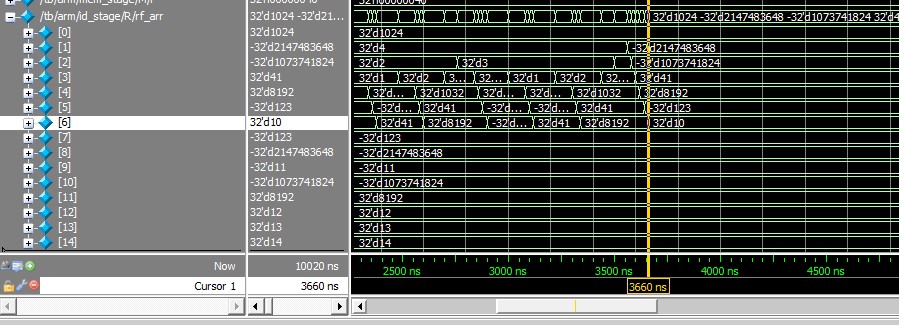 /tb/arm/id_stage/R/rf_arr 32'd1024 -32'd21... 32'd1024 -32'd2147483648 -32'd1073741824 32'd4
[0] 32'd1024 32'd1024
[1] -32'd2147483648 32'd4 -32'd2147483648
[2] -32'd1073741824 32'd2 32'd3 -32'd1073741824
[3] 32'd41 32'd1 32'd2 3... 32'd... 32'd1 32'd2 32'd... 32'd41
[4] 32'd8192 32'd... 32'd1032 32'd... 32'd... 32'd1032 32'd8192
[5] -32'd123 -32'd... 32'd41 -32'd... -32'd... 32'd41 -32'd123
[6] 32'd10 32'd41 32'd8192 -32'd... 32'd41 32'd8192 32'd10
[7] -32'd123 -32'd123
[8] -32'd2147483648 -32'd2147483648
[9] -32'd11 -32'd11
[10] -32'd1073741824 -32'd1073741824
[11] 32'd8192 32'd8192
[12] 32'd12 32'd12
[13] 32'd13 32'd13
[14] 32'd14 32'd14
Now 10020 ns 2500 ns 3000 ns 3500 ns 4000 ns 4500 ns
Cursor 1 3660 ns 3660 ns